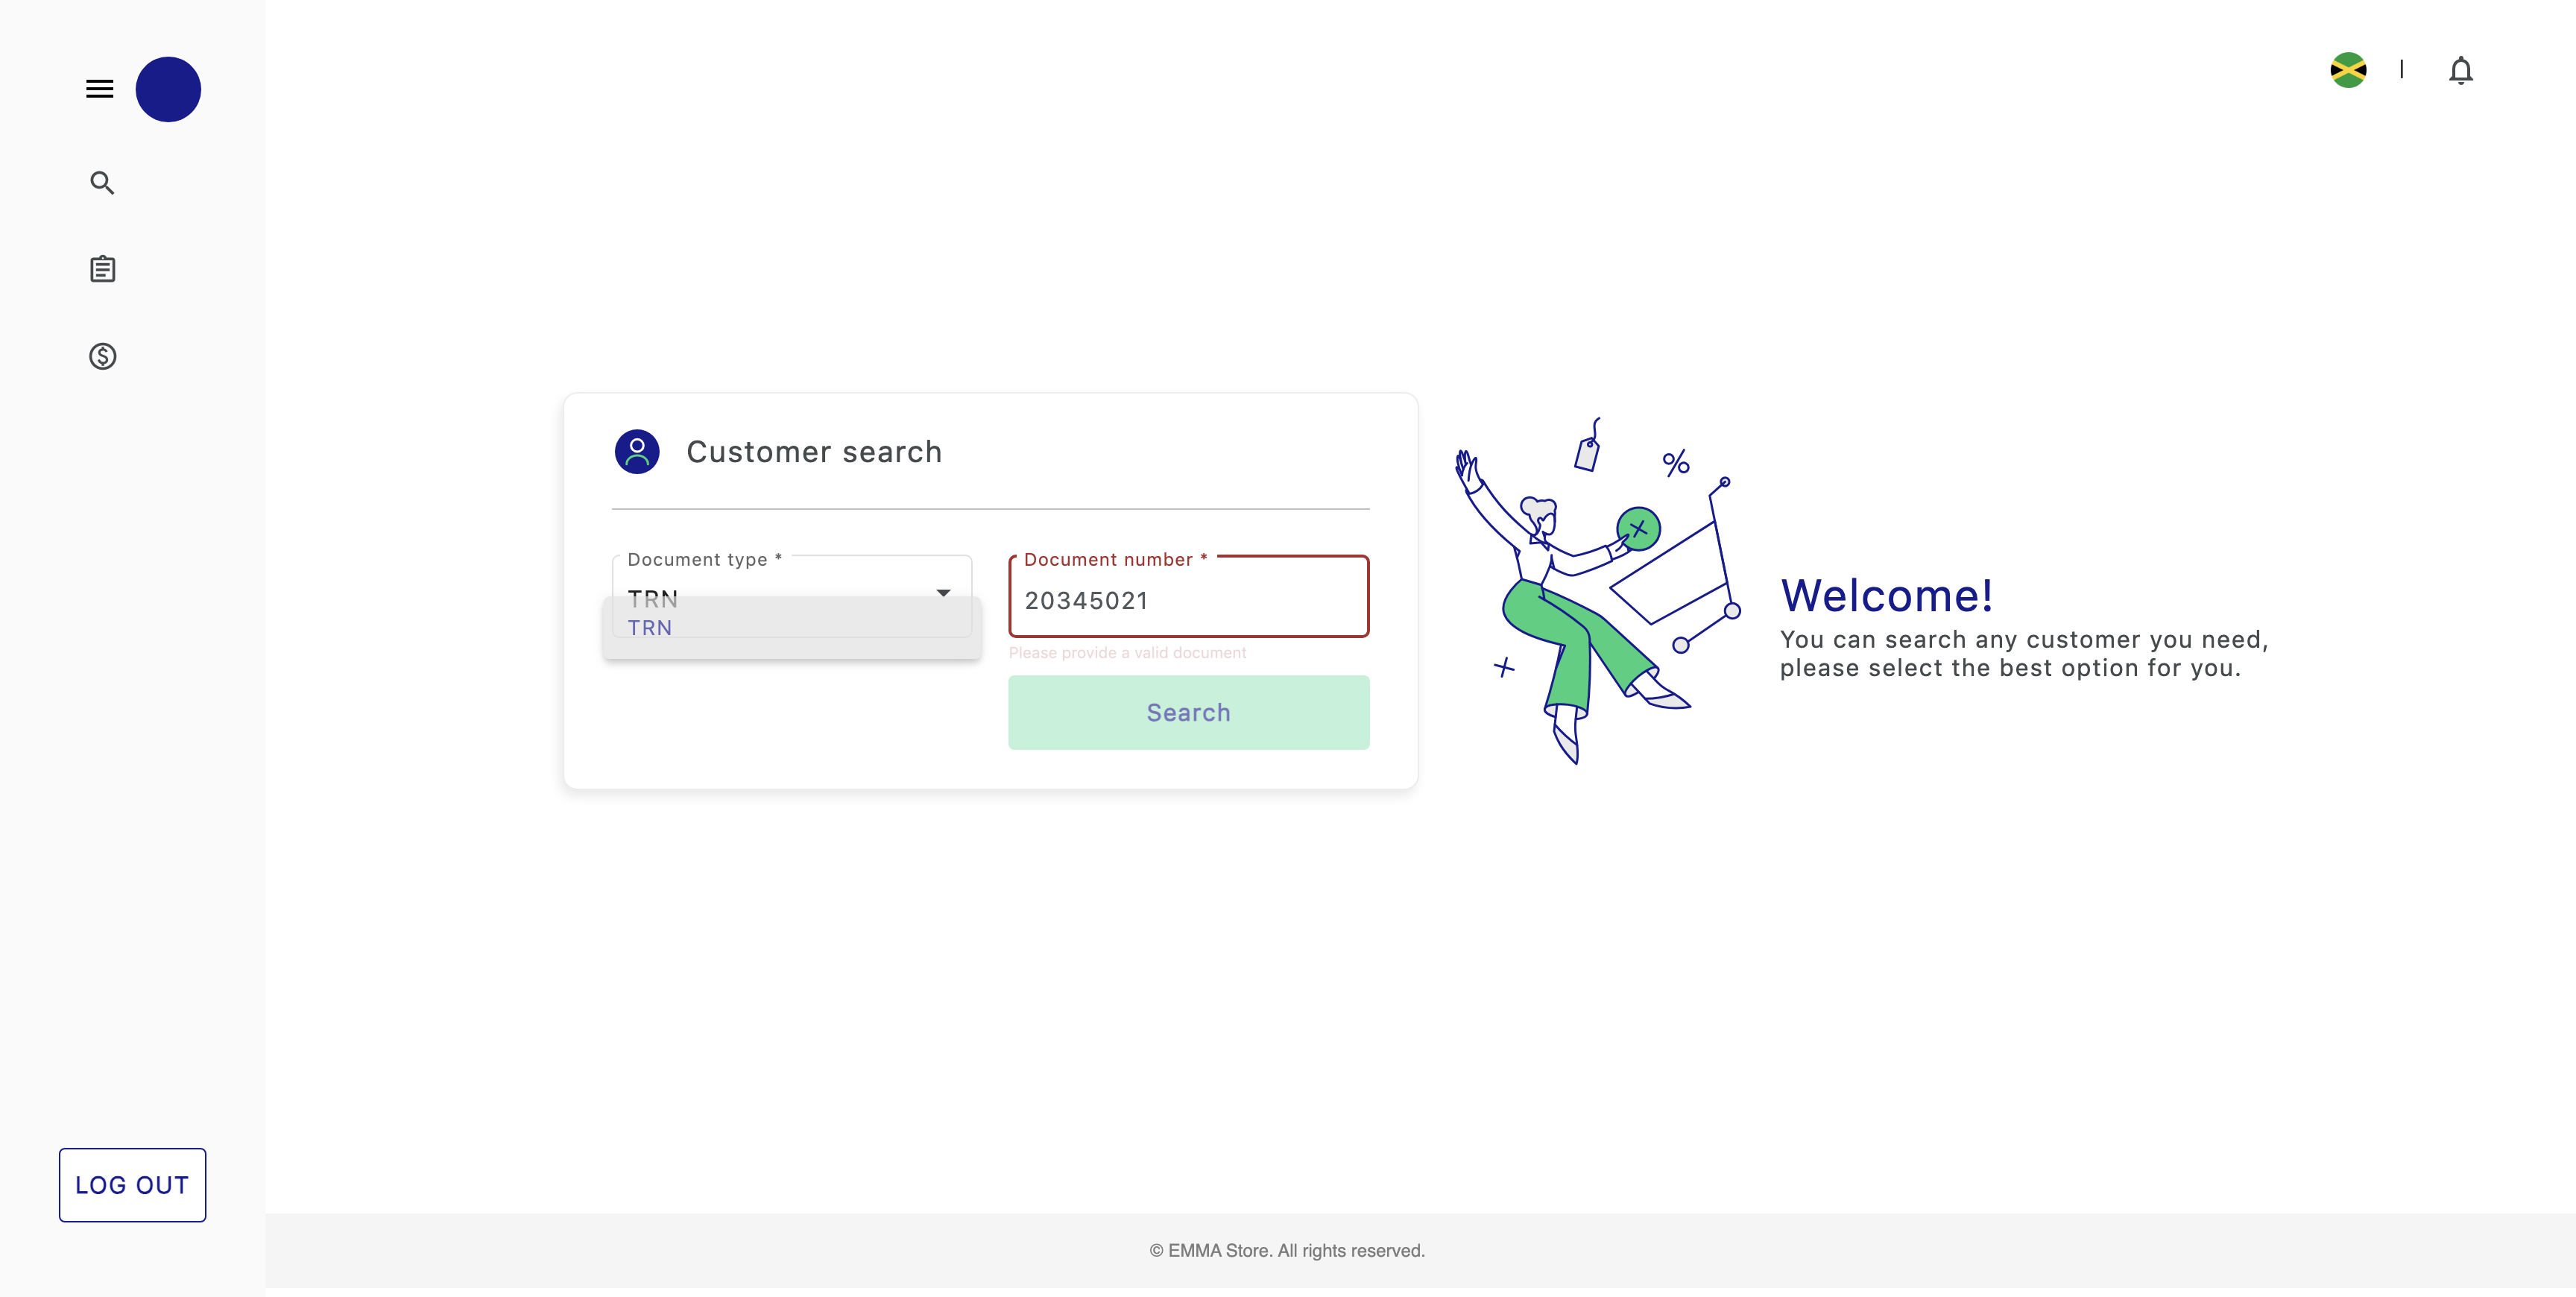 Customer search
Document type *
TRN
TRN
Document number *
20345021
Please provide a valid document
Search
Welcome!
You can search any customer you need,
please select the best option for you.
LOG OUT
© EMMA Store. All rights reserved.